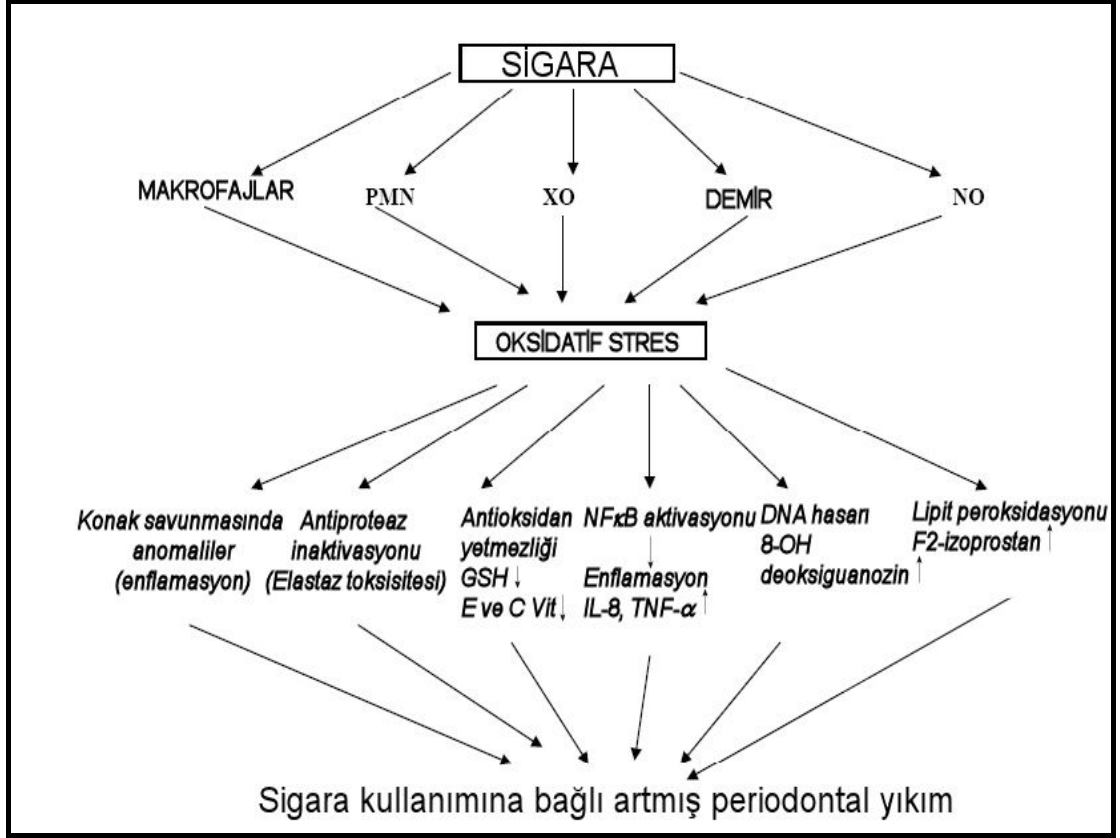 SİGARA
MAKROFAJLAR
PMN
XO
DEMİR
NO
OKSİDATİF STRES
Konak savunmasında
anomaliler
(enflamasyon)
Antiproteaz
inaktivasyonu
(Elastaz toksisitesi)
Antioksidan
yetmezliği
GSH↓
E ve C Vit↓
NFκB aktivasyonu
↓
Enflamasyon
IL-8, TNF-α↑
DNA hasarı
8-OH
deoksiguanozin↑
Lipit peroksidasyonu
F2-izoprostan↑
Sigara kullanımına bağlı artmış periodontal yıkım